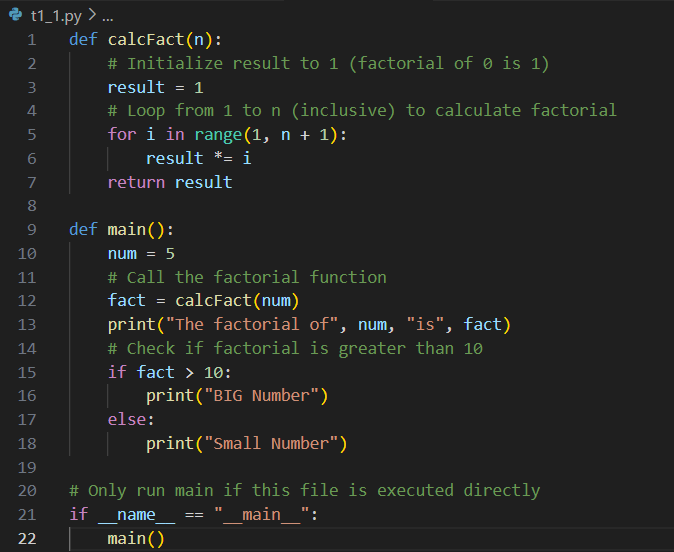 t1_1.py > ...
1 def calcFact(n):
2     # Initialize result to 1 (factorial of 0 is 1)
3     result = 1
4     # Loop from 1 to n (inclusive) to calculate factorial
5     for i in range(1, n + 1):
6         result *= i
7     return result
8
9 def main():
10     num = 5
11     # Call the factorial function
12     fact = calcFact(num)
13     print("The factorial of", num, "is", fact)
14     # Check if factorial is greater than 10
15     if fact > 10:
16         print("BIG Number")
17     else:
18         print("Small Number")
19
20 # Only run main if this file is executed directly
21 if __name__ == "__main__":
22     main()